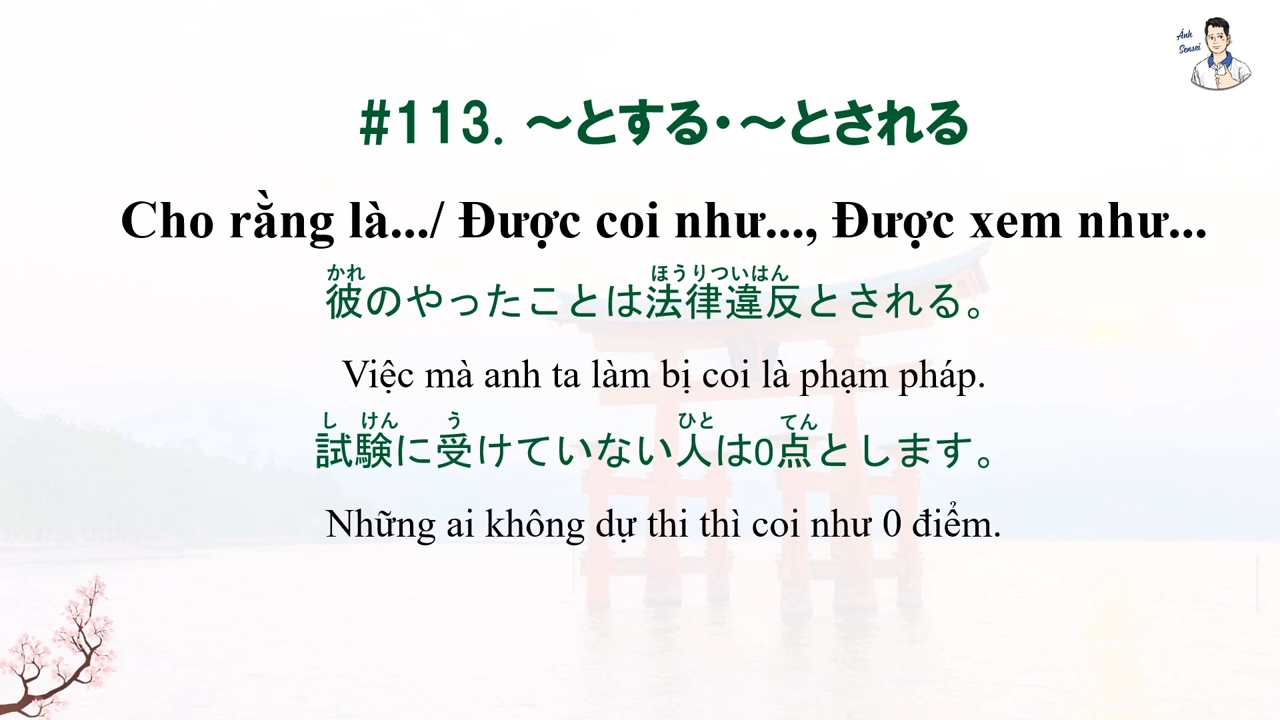 Ánh
Sensei
#113. ～とする・～とされる
Cho rằng là.../ Được coi như..., Được xem như...
かれ ほうりついはん
彼のやったことは法律違反とされる。
Việc mà anh ta làm bị coi là phạm pháp.
し けん う ひと てん
試験に受けていない人は0点とします。
Những ai không dự thi thì coi như 0 điểm.